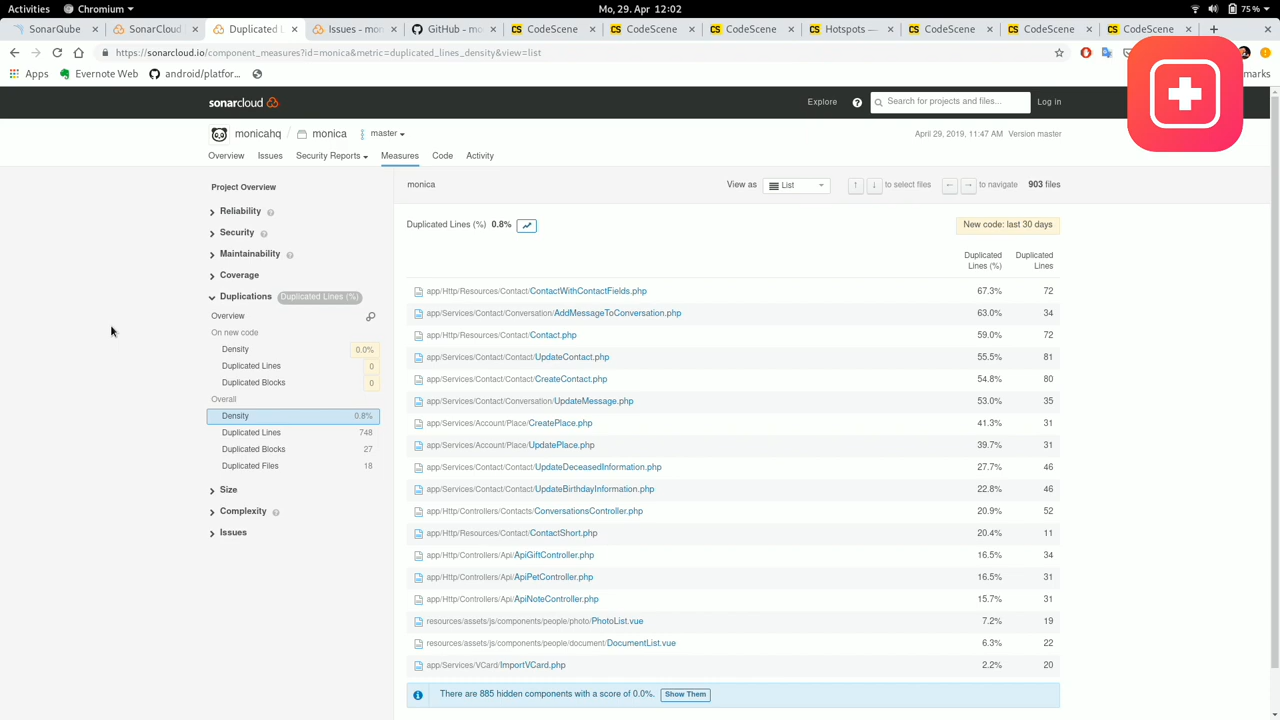 Activities Chromium Mo, 29. Apr 12:02 75 %
SonarQube SonarCloud Duplicated L Issues - mon GitHub - mo CodeScene CodeScene CodeScene Hotspots — CodeScene CodeScene CodeScene
https://sonarcloud.io/component_measures?id=monica&metric=duplicated_lines_density&view=list
Apps Evernote Web android/platfor... marks
sonarcloud Explore Search for projects and files... Log in
monicahq / monica master April 29, 2019, 11:47 AM Version master
Overview Issues Security Reports Measures Code Activity
Project Overview
Reliability
Security
Maintainability
Coverage
Duplications Duplicated Lines (%)
Overview
On new code
Density 0.0%
Duplicated Lines 0
Duplicated Blocks 0
Overall
Density 0.8%
Duplicated Lines 748
Duplicated Blocks 27
Duplicated Files 18
Size
Complexity
Issues
monica View as List ↑ ↓ to select files ← → to navigate 903 files
Duplicated Lines (%) 0.8% New code: last 30 days
Duplicated Lines (%) Duplicated Lines
app/Http/Resources/Contact/ContactWithContactFields.php 67.3% 72
app/Services/Contact/Conversation/AddMessageToConversation.php 63.0% 34
app/Http/Resources/Contact/Contact.php 59.0% 72
app/Services/Contact/Contact/UpdateContact.php 55.5% 81
app/Services/Contact/Contact/CreateContact.php 54.8% 80
app/Services/Contact/Conversation/UpdateMessage.php 53.0% 35
app/Services/Account/Place/CreatePlace.php 41.3% 31
app/Services/Account/Place/UpdatePlace.php 39.7% 31
app/Services/Contact/Contact/UpdateDeceasedInformation.php 27.7% 46
app/Services/Contact/Contact/UpdateBirthdayInformation.php 22.8% 46
app/Http/Controllers/Contacts/ConversationsController.php 20.9% 52
app/Http/Resources/Contact/ContactShort.php 20.4% 11
app/Http/Controllers/Api/ApiGiftController.php 16.5% 34
app/Http/Controllers/Api/ApiPetController.php 16.5% 31
app/Http/Controllers/Api/ApiNoteController.php 15.7% 31
resources/assets/js/components/people/photo/PhotoList.vue 7.2% 19
resources/assets/js/components/people/document/DocumentList.vue 6.3% 22
app/Services/VCard/ImportVCard.php 2.2% 20
There are 885 hidden components with a score of 0.0%. Show Them